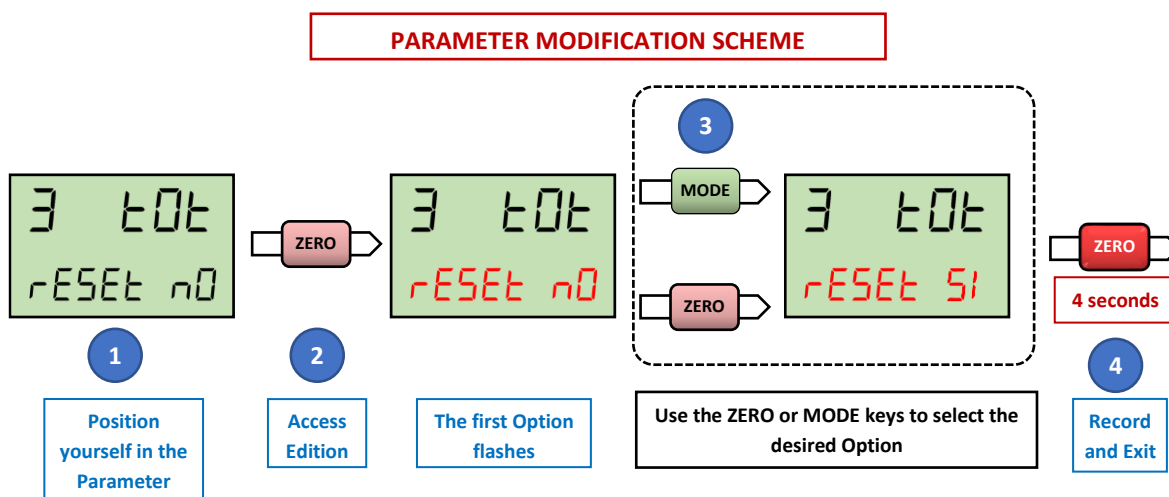 PARAMETER MODIFICATION SCHEME
3
3 tOt
rESEt nO
ZERO
3 tOt
rESEt nO
MODE
ZERO
3 tOt
rESEt SI
ZERO
4 seconds
1
2
4
Position
yourself in the
Parameter
Access
Edition
The first Option
flashes
Use the ZERO or MODE keys to select the
desired Option
Record
and Exit